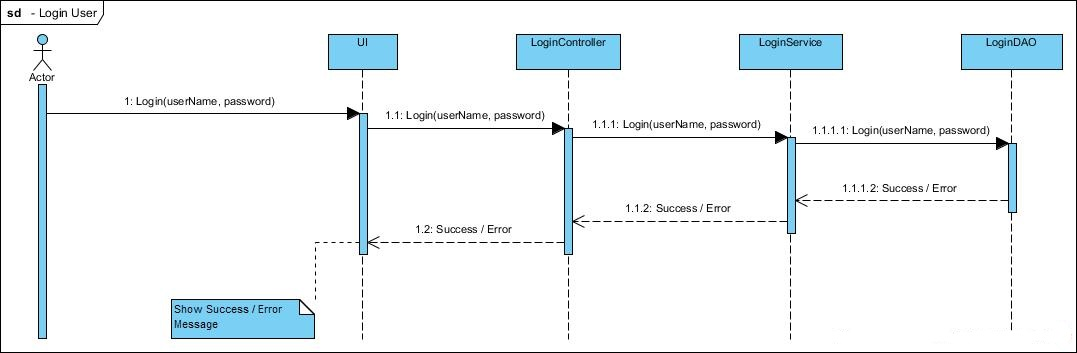 sd - Login User
Actor
UI
LoginController
LoginService
LoginDAO
1: Login(userName, password)
1.1: Login(userName, password)
1.1.1: Login(userName, password)
1.1.1.1: Login(userName, password)
1.1.1.2: Success / Error
1.1.2: Success / Error
1.2: Success / Error
Show Success / Error
Message